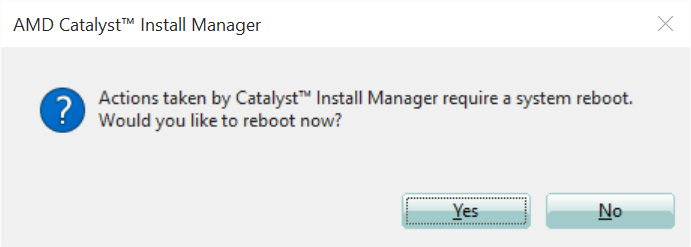 AMD Catalyst™ Install Manager
Actions taken by Catalyst™ Install Manager require a system reboot.
Would you like to reboot now?
Yes
No